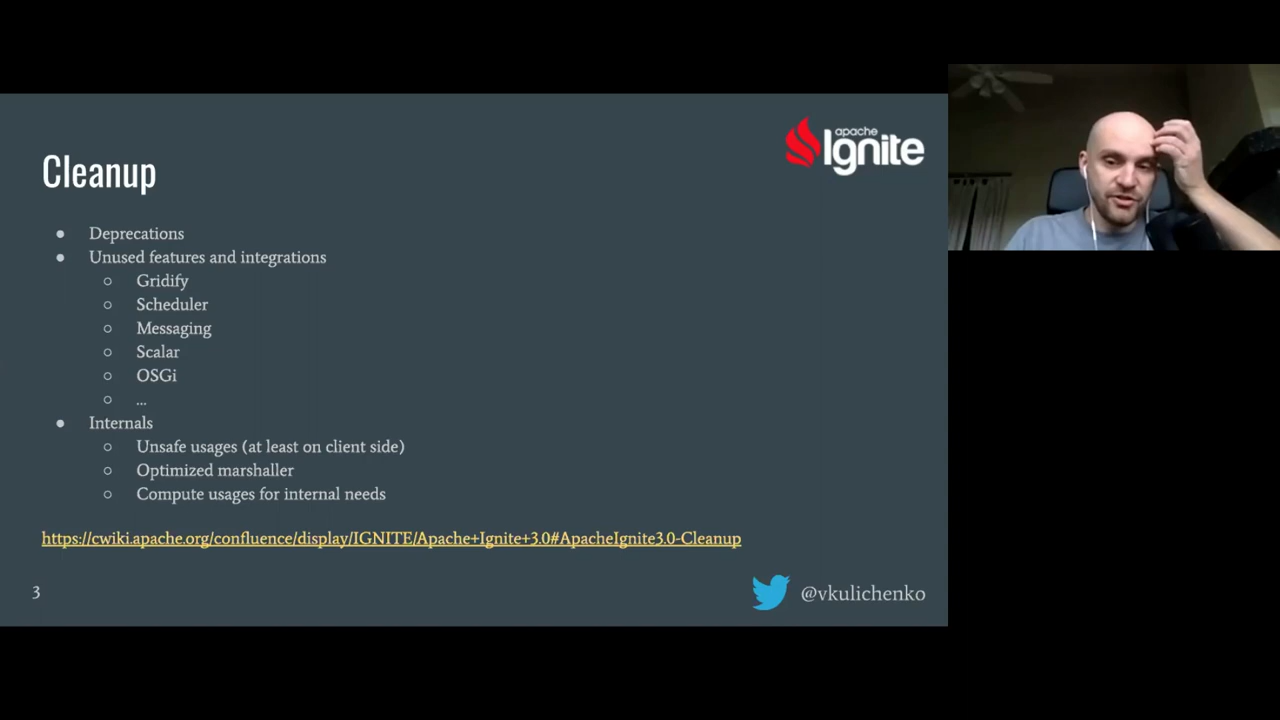 apache
Ignite
Cleanup
● Deprecations
● Unused features and integrations
○ Gridify
○ Scheduler
○ Messaging
○ Scalar
○ OSGi
○ ...
● Internals
○ Unsafe usages (at least on client side)
○ Optimized marshaller
○ Compute usages for internal needs
https://cwiki.apache.org/confluence/display/IGNITE/Apache+Ignite+3.0#ApacheIgnite3.0-Cleanup
3
@vkulichenko